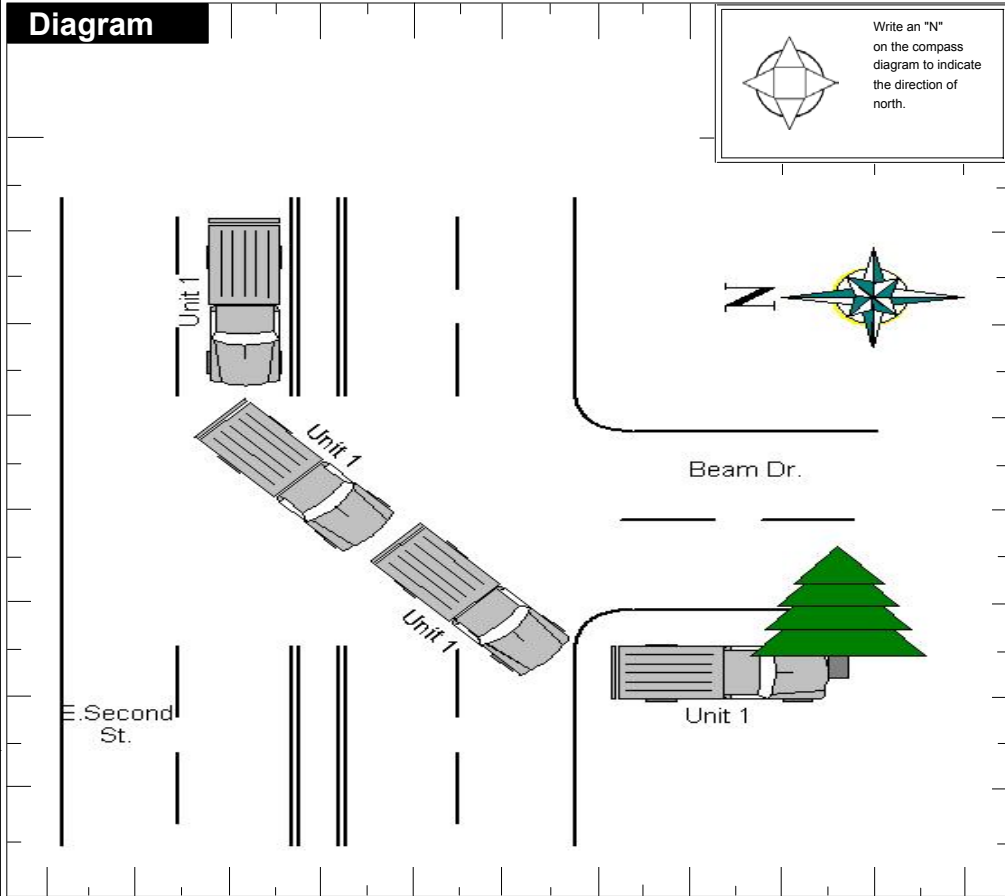 Diagram
Write an "N"
on the compass
diagram to indicate
the direction of
north.
Unit 1
N
Unit 1
Beam Dr.
Unit 1
E.Second
St.
Unit 1